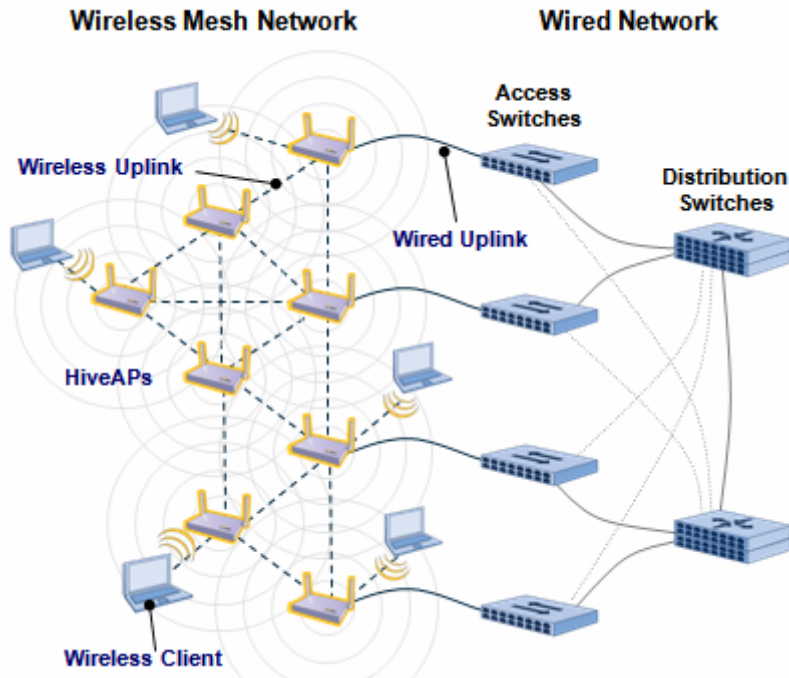 Wireless Mesh Network
Wired Network
Access
Switches
Wireless Uplink
Distribution
Switches
Wired Uplink
HiveAPs
Wireless Client